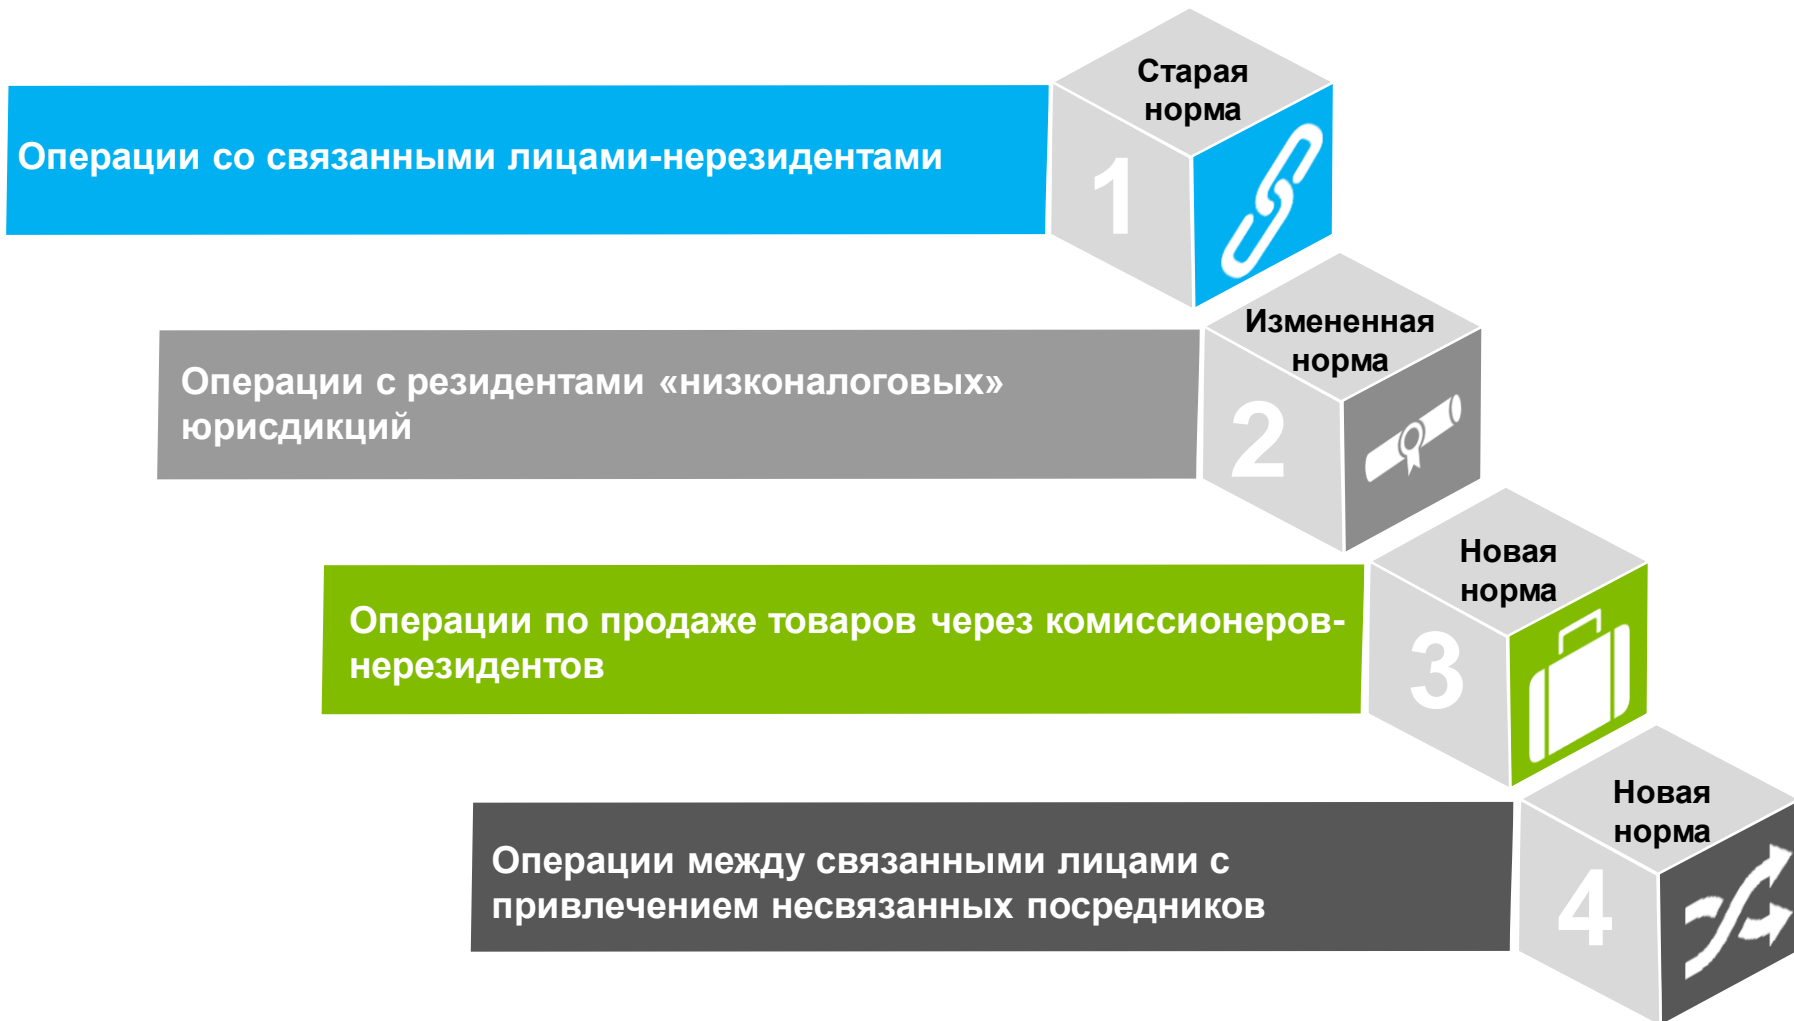 Старая
норма
Операции со связанными лицами-нерезидентами
1
Измененная
норма
Операции с резидентами «низконалоговых»
юрисдикций
2
Новая
норма
Операции по продаже товаров через комиссионеров-
нерезидентов
3
Новая
норма
Операции между связанными лицами с
привлечением несвязанных посредников
4